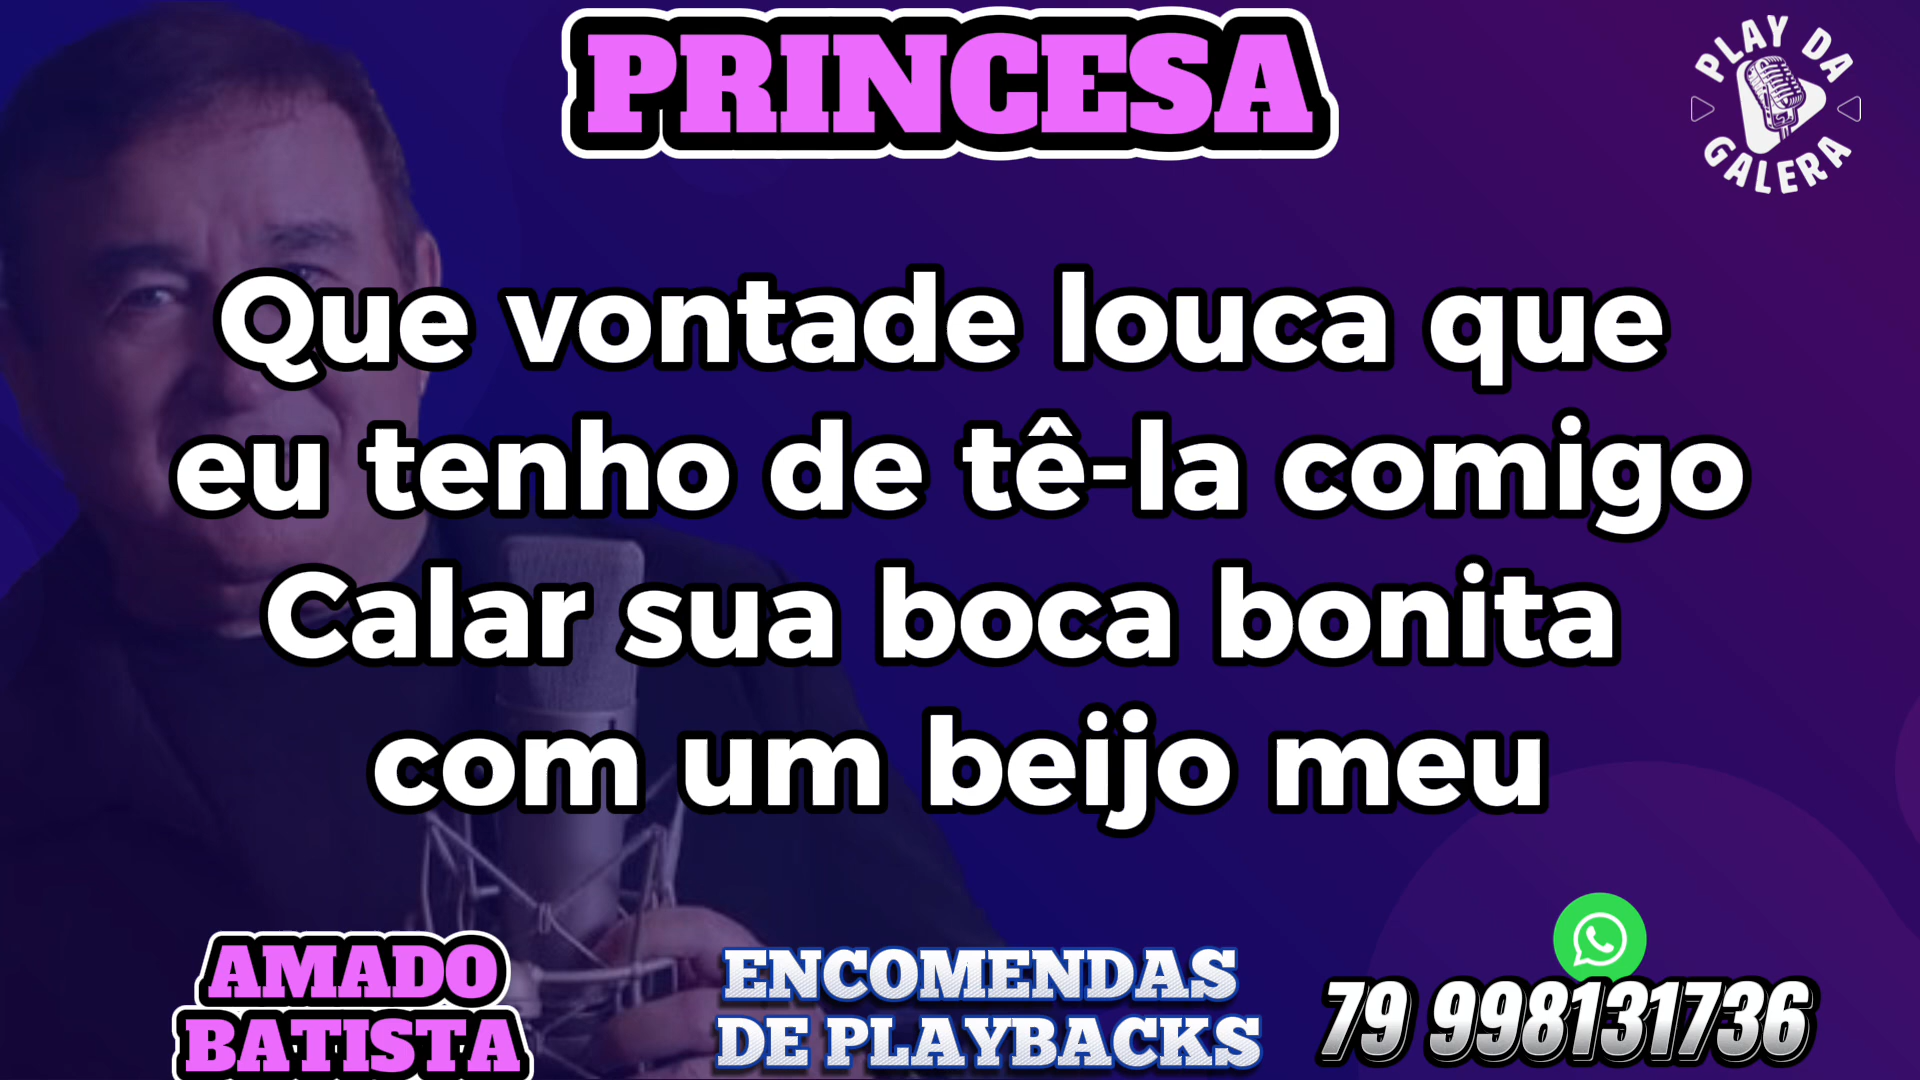 PRINCESA
PLAY DA
GALERA
Que vontade louca que
eu tenho de tê-la comigo
Calar sua boca bonita
com um beijo meu
AMADO
BATISTA
ENCOMENDAS
DE PLAYBACKS
79 998131736